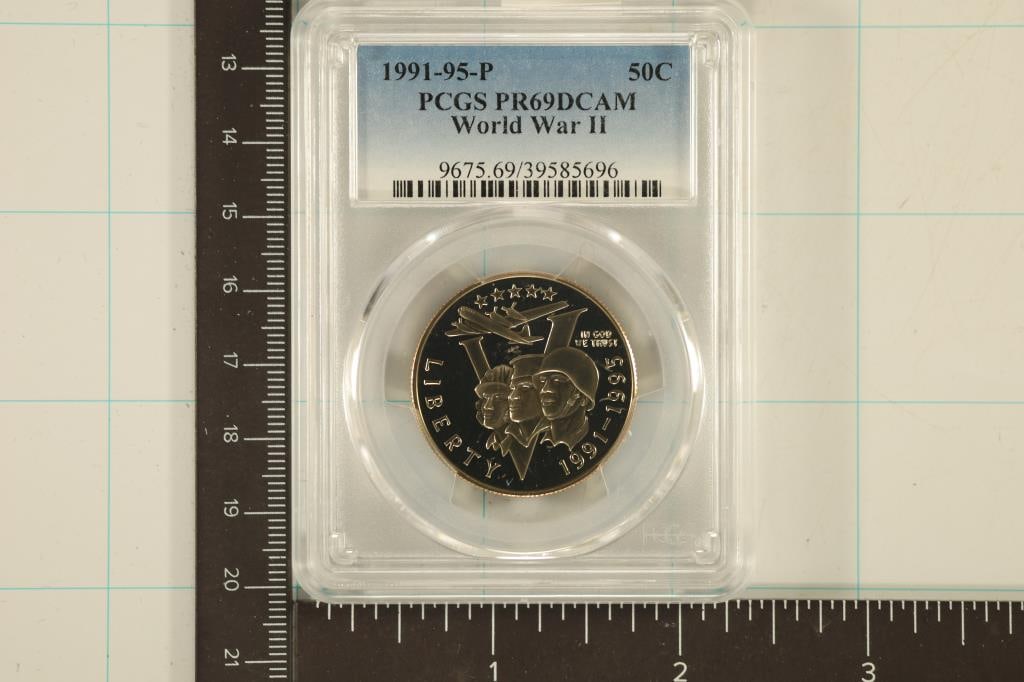 1991-95-P 50C
PCGS PR69DCAM
World War II
9675.69/39585696
IN GOD
WE TRUST
LIBERTY
1991-1995
13
14
15
16
17
18
19
20
21
1 2 3